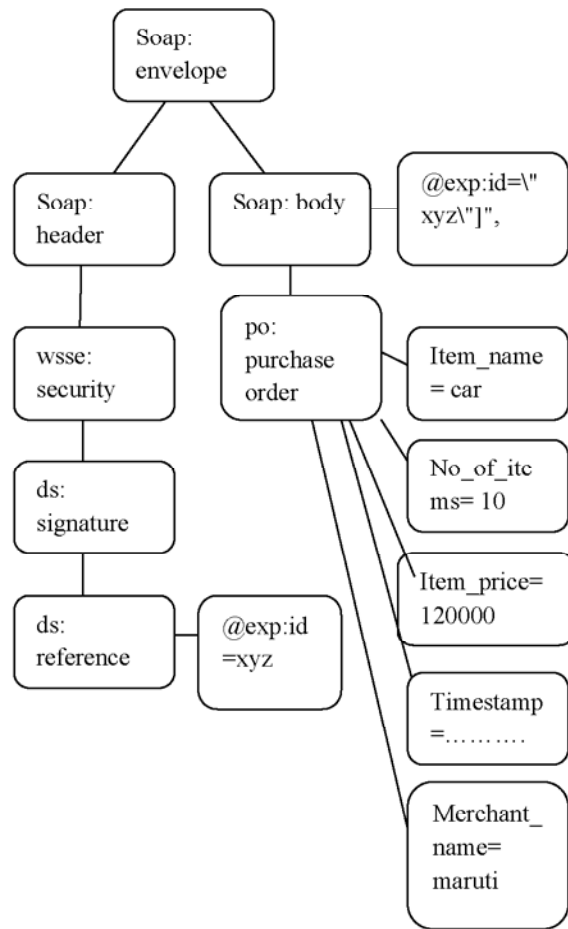 Soap:
envelope
Soap:
header
Soap: body
@exp:id=\"
xyz\"]",
wsse:
security
po:
purchase
order
Item_name
= car
ds:
signature
No_of_ite
ms= 10
ds:
reference
@exp:id
=xyz
Item_price=
120000
Timestamp
=……….
Merchant_
name=
maruti